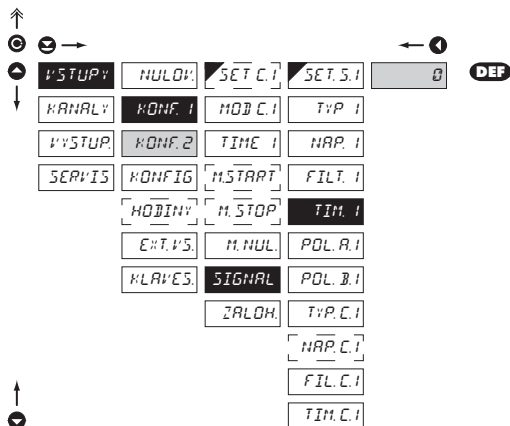 VSTUPY NULOV. SET C.1 SET. S.1 0 DEF
KANALY KONF. 1 MOD C.1 TYP 1
VYSTUP. KONF. 2 TIME 1 NAP. 1
SERVIS KONFIG M.START FILT. 1
HODINY M. STOP TIM. 1
EXT. VS. M. NUL. POL. A.1
KLAVES. SIGNAL POL. B.1
ZALOH. TYP. C.1
NAP. C.1
FIL. C.1
TIM. C.1